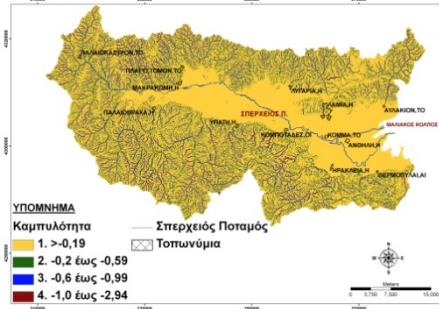 ΠΑΛΑΙΟΚΑΣΤΡΟΝ,ΤΟ
ΠΛΑΤΥΣΤΟΜΟΝ,ΤΟ
ΜΑΚΡΑΚΩΜΗ,Η
ΛΥΓΑΡΙΑ,Η
ΛΑΜΙΑ,Η
ΑΥΛΑΚΙΟΝ,ΤΟ
ΣΠΕΡΧΕΙΟΣ Π.
ΜΑΛΙΑΚΟΣ ΚΟΛΠΟΣ
ΥΠΑΤΗ,Η
ΚΟΜΠΟΤΑΔΕΣ,ΟΙ
ΚΟΜΜΑ,ΤΟ
ΑΝΘΗΛΗ,Η
ΗΡΑΚΛΕΙΑ,Η
ΘΕΡΜΟΠΥΛΑΙ,ΑΙ
ΥΠΟΜΝΗΜΑ
Καμπυλότητα
Σπερχειός Ποταμός
1. >-0,19
Τοπωνύμια
2. -0,2 έως -0,59
3. -0,6 έως -0,99
4. -1,0 έως -2,94
N
W E
S
Meters
0 3,750 7,500 15,000